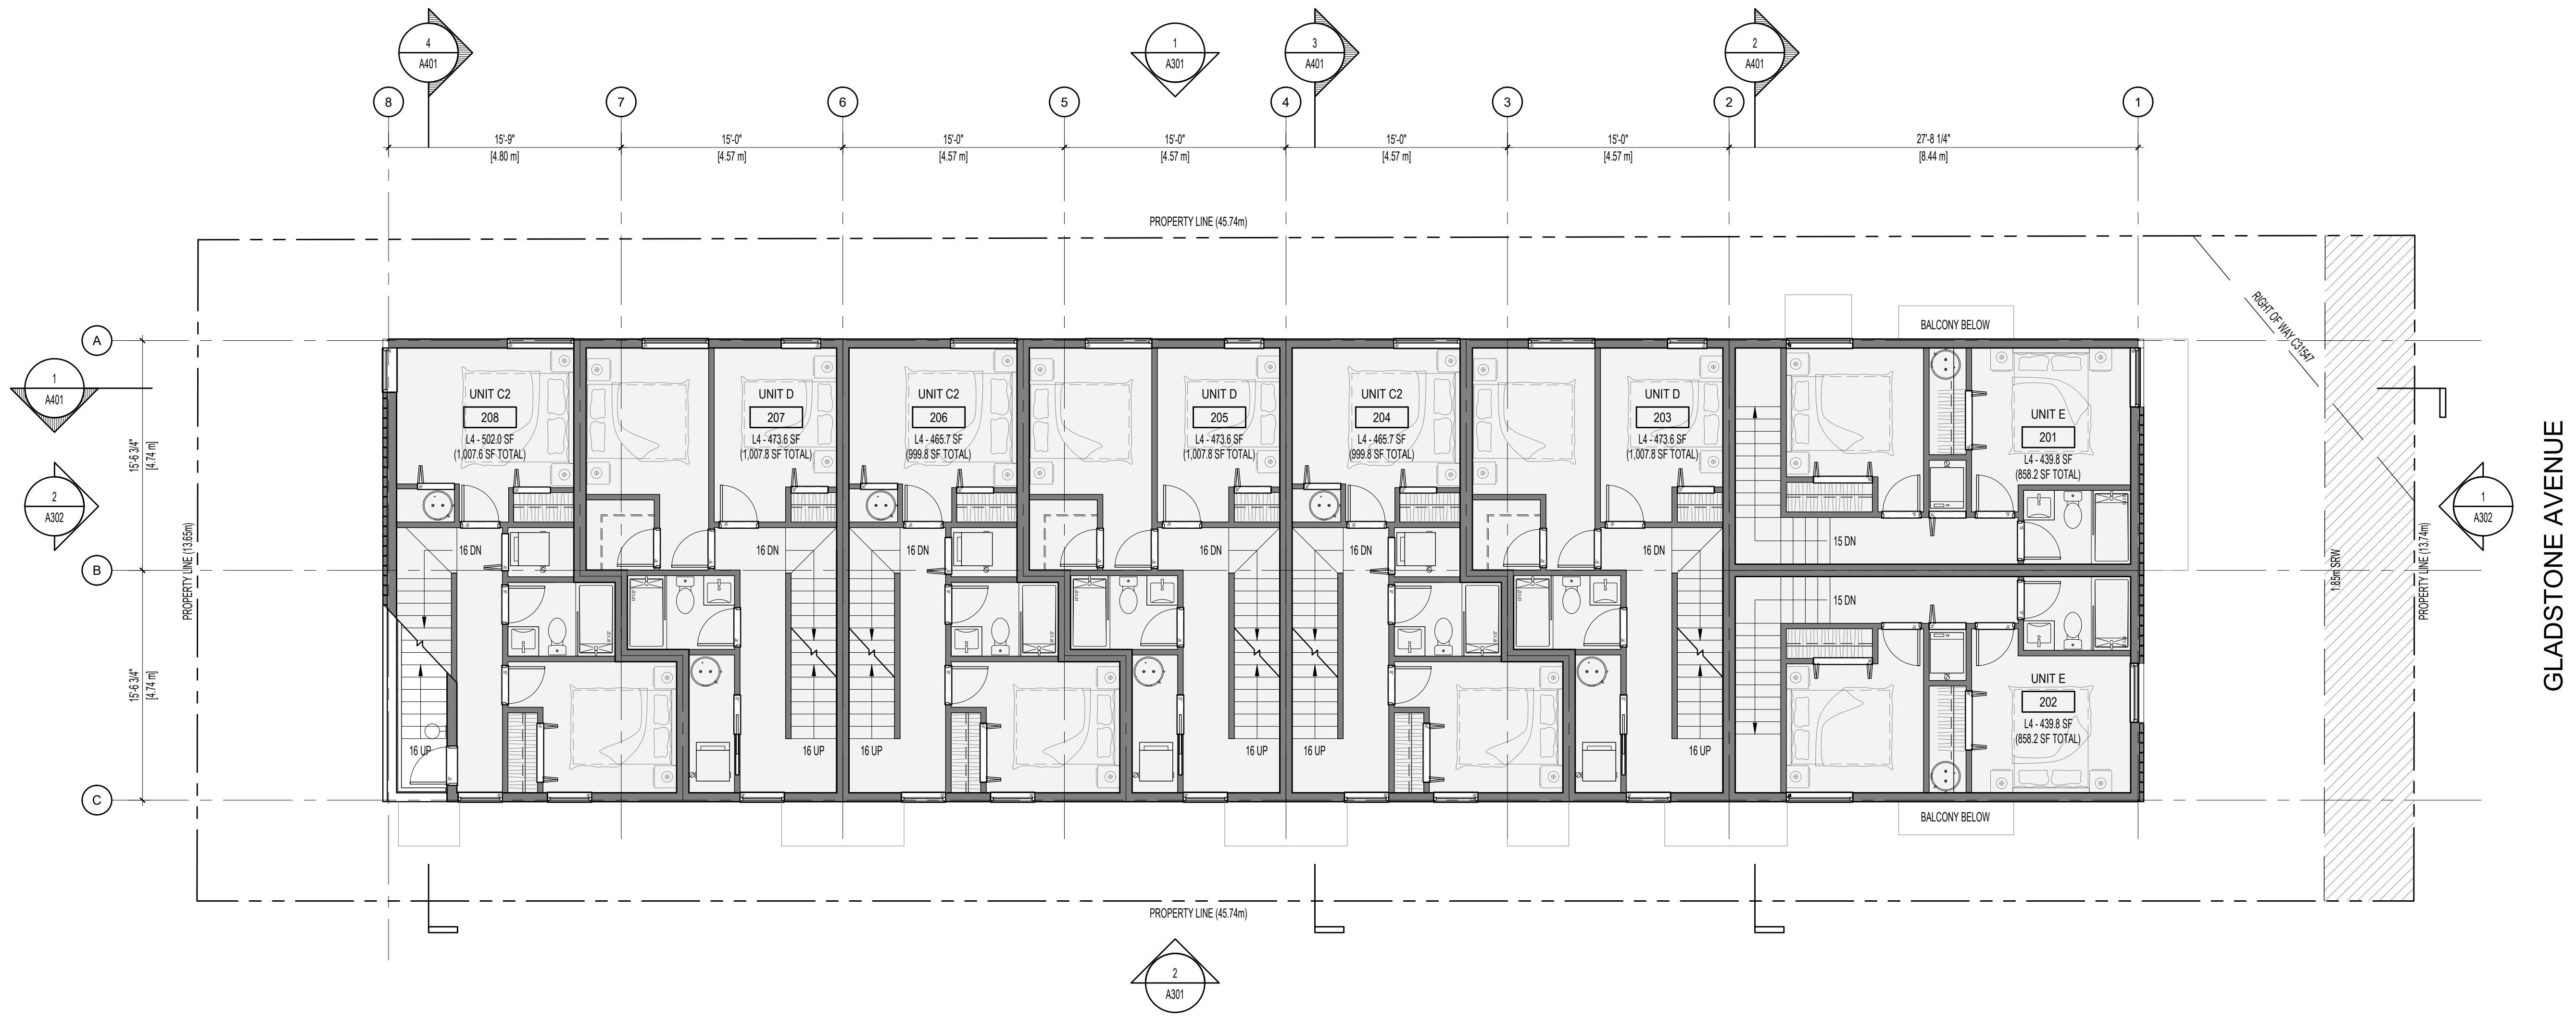 4
A401
1
A301
3
A401
2
A401
8
7
6
5
4
3
2
1
15'-9"
[4.80 m]
15'-0"
[4.57 m]
15'-0"
[4.57 m]
15'-0"
[4.57 m]
15'-0"
[4.57 m]
15'-0"
[4.57 m]
27'-8 1/4"
[8.44 m]
PROPERTY LINE (45.74m)
RIGHT OF WAY C31547
A
B
C
1
A401
2
A302
15'-6 3/4"
[4.74 m]
15'-6 3/4"
[4.74 m]
PROPERTY LINE (13.65m)
UNIT C2
208
L4 - 502.0 SF
(1,007.6 SF TOTAL)
UNIT D
207
L4 - 473.6 SF
(1,007.8 SF TOTAL)
UNIT C2
206
L4 - 465.7 SF
(999.8 SF TOTAL)
UNIT D
205
L4 - 473.6 SF
(1,007.8 SF TOTAL)
UNIT C2
204
L4 - 465.7 SF
(999.8 SF TOTAL)
UNIT D
203
L4 - 473.6 SF
(1,007.8 SF TOTAL)
BALCONY BELOW
UNIT E
201
L4 - 439.8 SF
(858.2 SF TOTAL)
16 DN
16 DN
16 DN
16 DN
16 DN
16 DN
15 DN
15 DN
UNIT E
202
L4 - 439.8 SF
(858.2 SF TOTAL)
16 UP
16 UP
16 UP
16 UP
16 UP
16 UP
BALCONY BELOW
1.85m SRW
PROPERTY LINE (13.74m)
1
A302
GLADSTONE AVENUE
PROPERTY LINE (45.74m)
2
A301